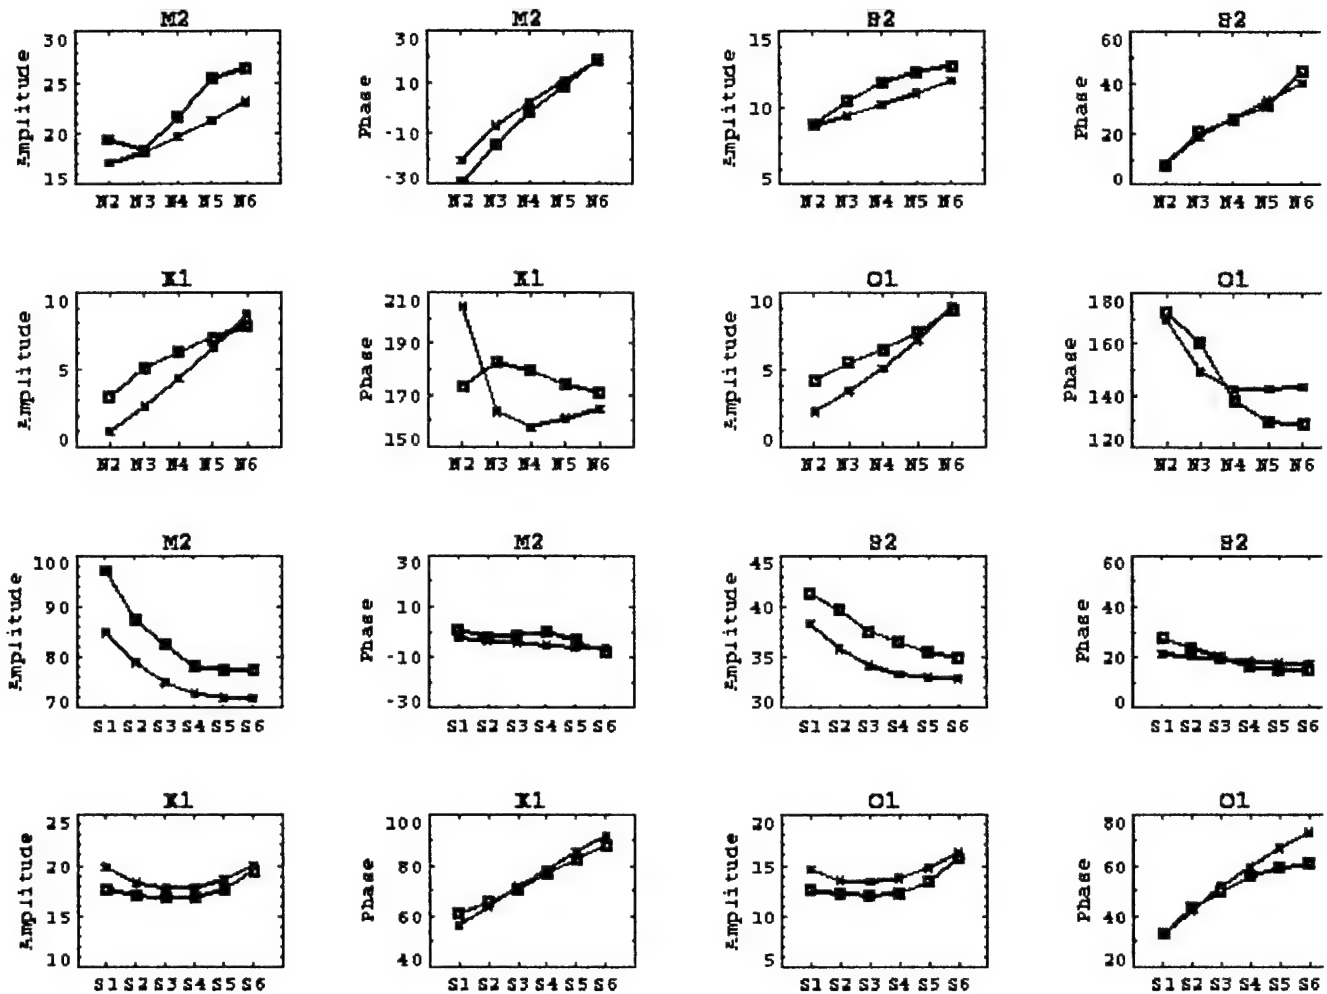 M2 M2 S2 S2
Amplitude 30 25 20 15 N2 N3 N4 N5 N6
Phase 30 10 -10 -30 N2 N3 N4 N5 N6
Amplitude 15 10 5 N2 N3 N4 N5 N6
Phase 60 40 20 0 N2 N3 N4 N5 N6
K1 K1 O1 O1
Amplitude 10 5 0 N2 N3 N4 N5 N6
Phase 210 190 170 150 N2 N3 N4 N5 N6
Amplitude 10 5 0 N2 N3 N4 N5 N6
Phase 180 160 140 120 N2 N3 N4 N5 N6
M2 M2 S2 S2
Amplitude 100 90 80 70 S1 S2 S3 S4 S5 S6
Phase 30 10 -10 -30 S1 S2 S3 S4 S5 S6
Amplitude 45 40 35 30 S1 S2 S3 S4 S5 S6
Phase 60 40 20 0 S1 S2 S3 S4 S5 S6
K1 K1 O1 O1
Amplitude 25 20 15 10 S1 S2 S3 S4 S5 S6
Phase 100 80 60 40 S1 S2 S3 S4 S5 S6
Amplitude 20 15 10 5 S1 S2 S3 S4 S5 S6
Phase 80 60 40 20 S1 S2 S3 S4 S5 S6